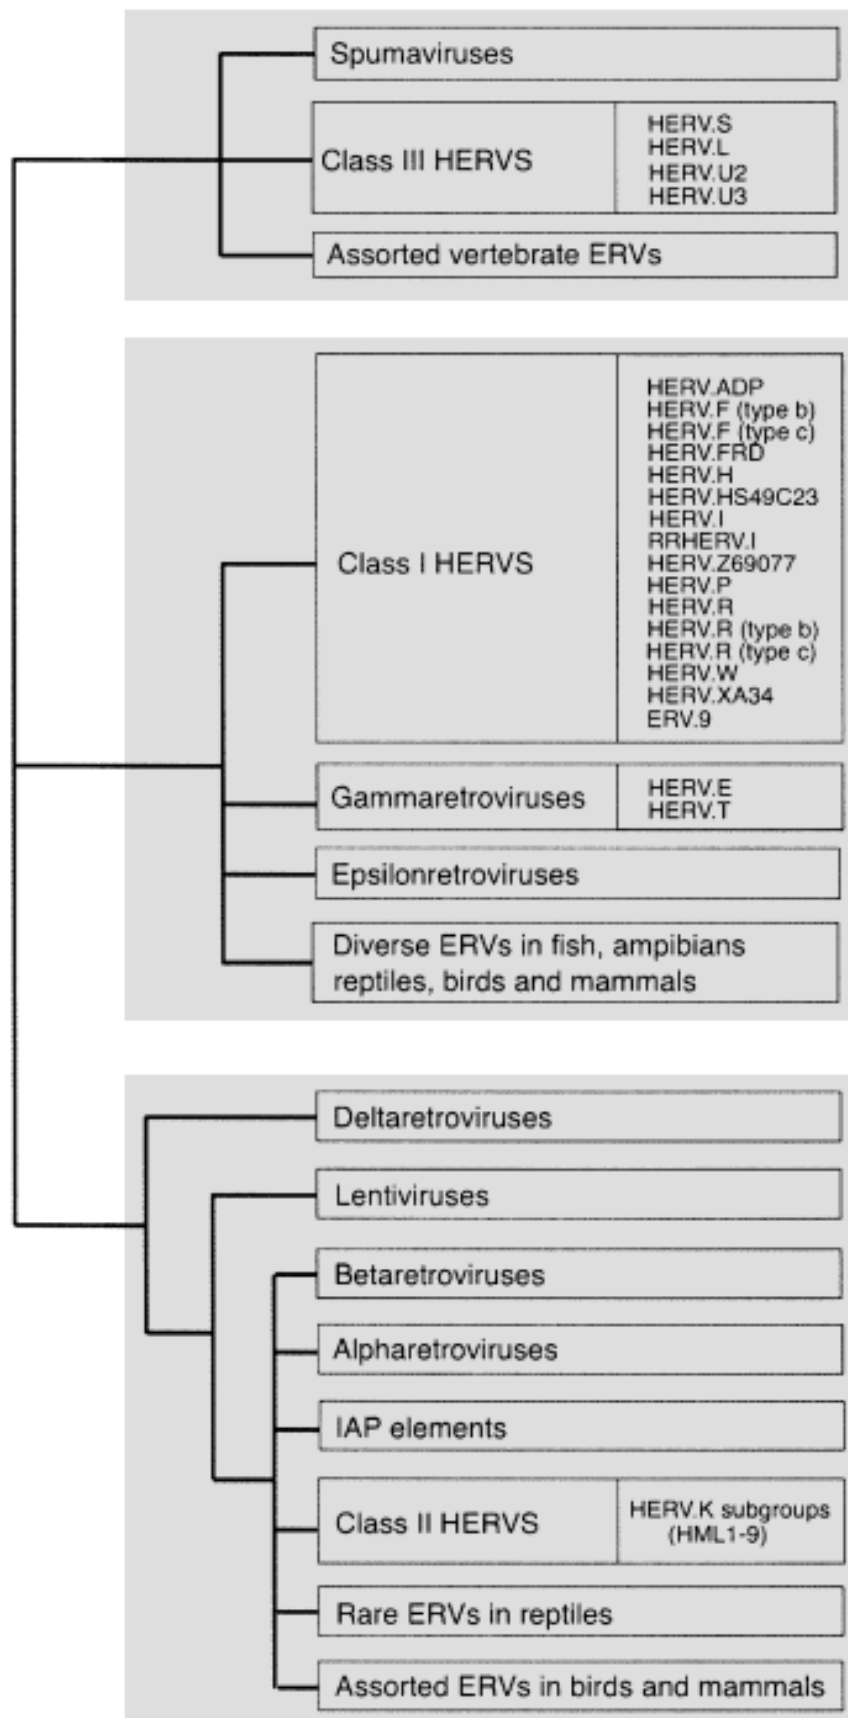 Spumaviruses
Class III HERVS
HERV.S
HERV.L
HERV.U2
HERV.U3
Assorted vertebrate ERVs
Class I HERVS
HERV.ADP
HERV.F (type b)
HERV.F (type c)
HERV.FRD
HERV.H
HERV.HS49C23
HERV.I
RRHERV.I
HERV.Z69077
HERV.P
HERV.R
HERV.R (type b)
HERV.R (type c)
HERV.W
HERV.XA34
ERV.9
Gammaretroviruses
HERV.E
HERV.T
Epsilonretroviruses
Diverse ERVs in fish, ampibians
reptiles, birds and mammals
Deltaretroviruses
Lentiviruses
Betaretroviruses
Alpharetroviruses
IAP elements
Class II HERVS
HERV.K subgroups
(HML1-9)
Rare ERVs in reptiles
Assorted ERVs in birds and mammals